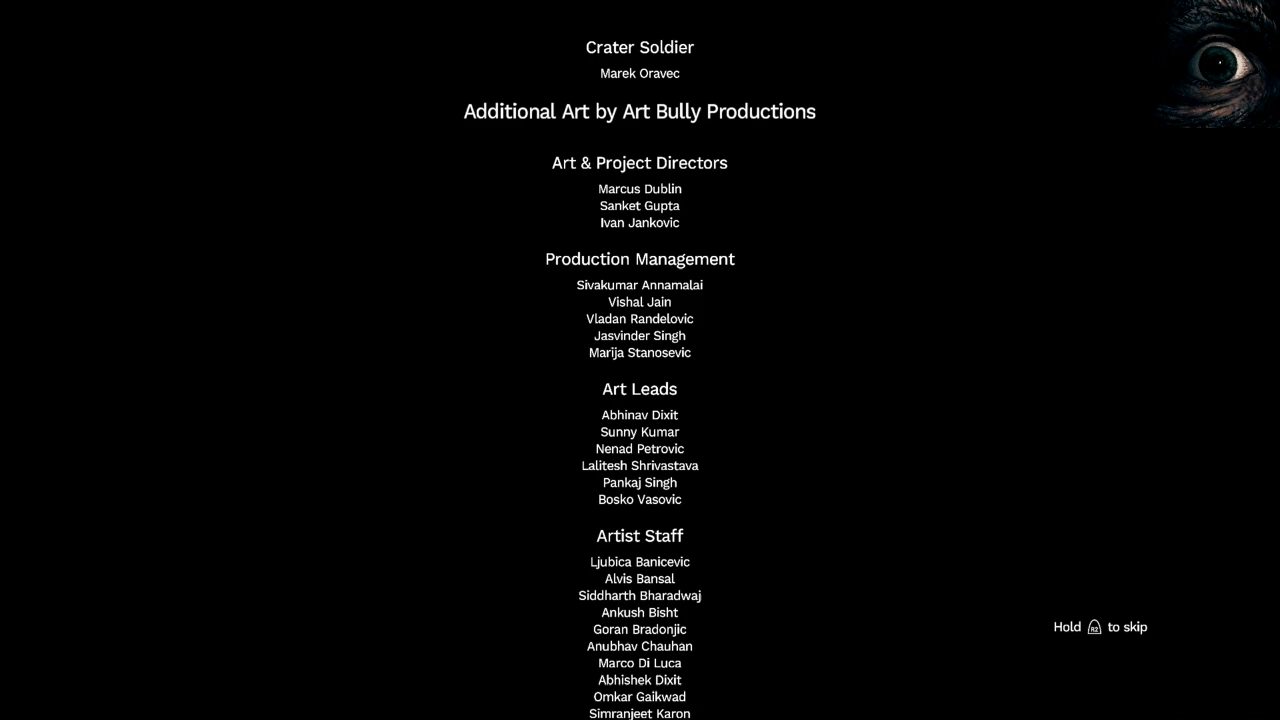 Crater Soldier
Marek Oravec
Additional Art by Art Bully Productions
Art & Project Directors
Marcus Dublin
Sanket Gupta
Ivan Jankovic
Production Management
Sivakumar Annamalai
Vishal Jain
Vladan Randelovic
Jasvinder Singh
Marija Stanosevic
Art Leads
Abhinav Dixit
Sunny Kumar
Nenad Petrovic
Lalitesh Shrivastava
Pankaj Singh
Bosko Vasovic
Artist Staff
Ljubica Banicevic
Alvis Bansal
Siddharth Bharadwaj
Ankush Bisht
Goran Bradonjic
Anubhav Chauhan
Marco Di Luca
Abhishek Dixit
Omkar Gaikwad
Simranjeet Karon
Hold R2 to skip